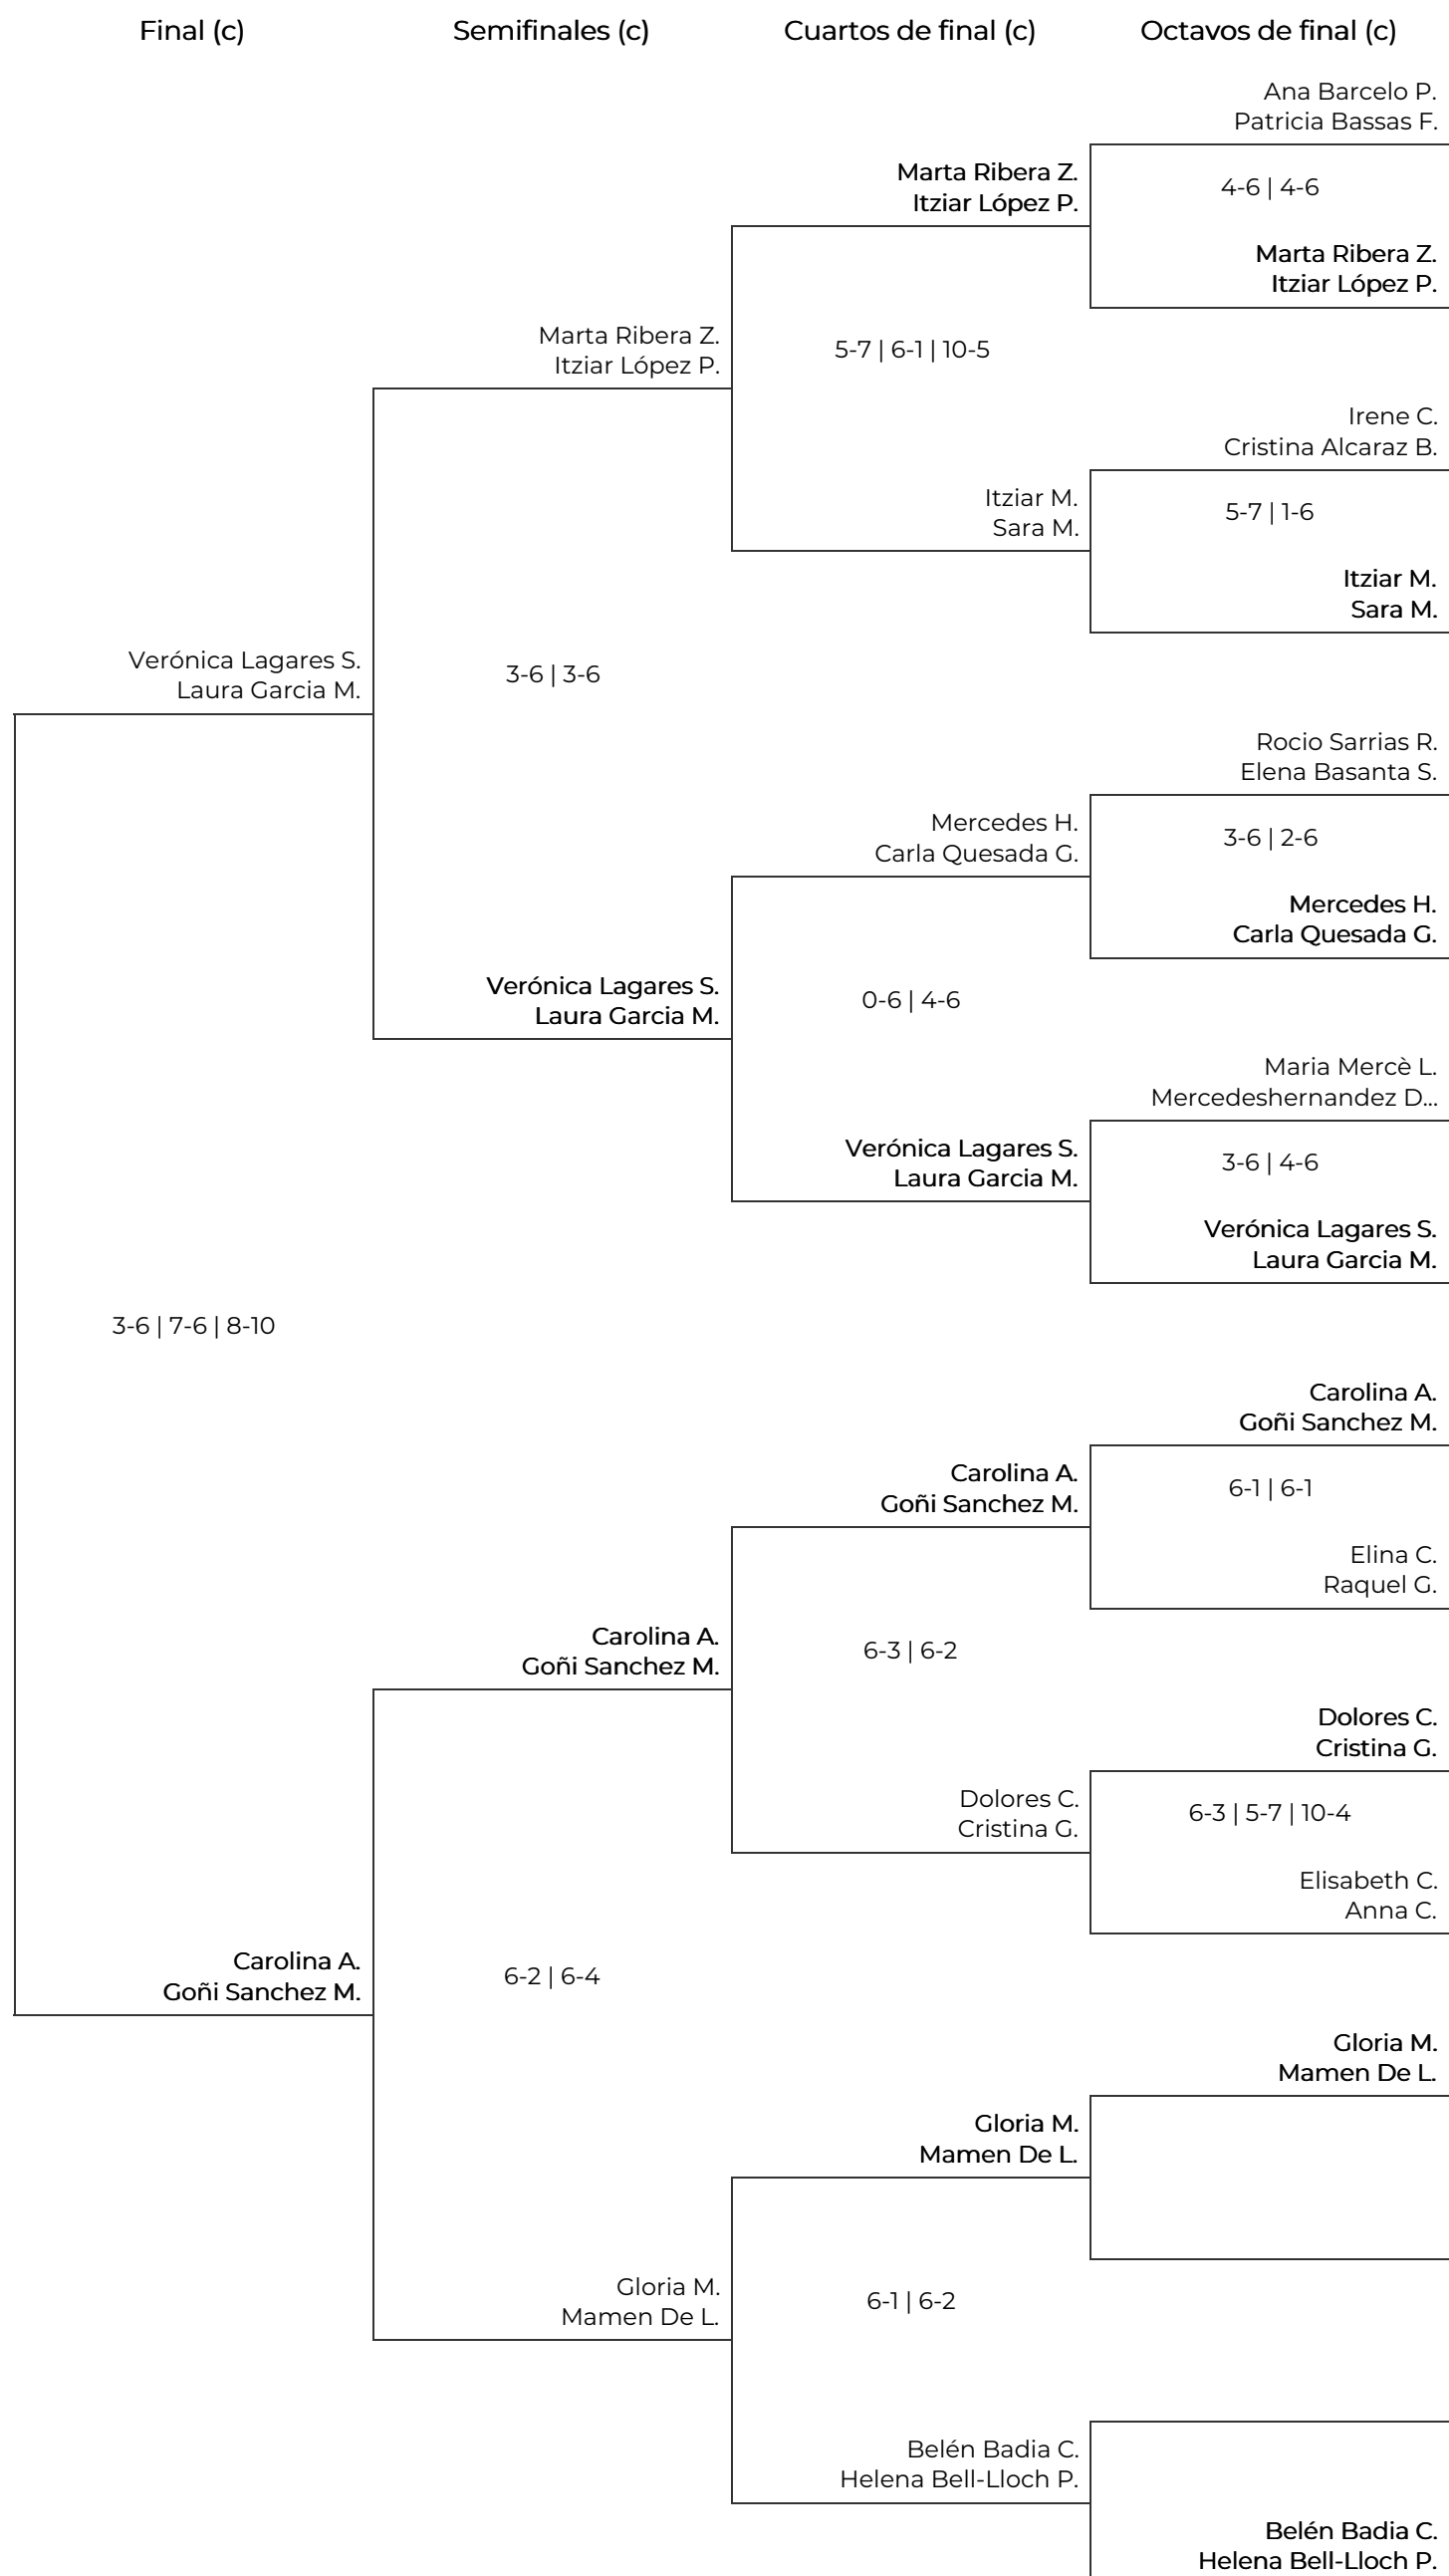 Final (c)
Semifinales (c)
Cuartos de final (c)
Octavos de final (c)
Ana Barcelo P.
Patricia Bassas F.
Marta Ribera Z.
Itziar López P.
4-6 | 4-6
Marta Ribera Z.
Itziar López P.
Marta Ribera Z.
Itziar López P.
5-7 | 6-1 | 10-5
Irene C.
Cristina Alcaraz B.
Itziar M.
Sara M.
5-7 | 1-6
Itziar M.
Sara M.
Verónica Lagares S.
Laura Garcia M.
3-6 | 3-6
Rocio Sarrias R.
Elena Basanta S.
Mercedes H.
Carla Quesada G.
3-6 | 2-6
Mercedes H.
Carla Quesada G.
Verónica Lagares S.
Laura Garcia M.
0-6 | 4-6
Maria Mercè L.
Mercedeshernandez D...
Verónica Lagares S.
Laura Garcia M.
3-6 | 4-6
Verónica Lagares S.
Laura Garcia M.
3-6 | 7-6 | 8-10
Carolina A.
Goñi Sanchez M.
Carolina A.
Goñi Sanchez M.
6-1 | 6-1
Elina C.
Raquel G.
Carolina A.
Goñi Sanchez M.
6-3 | 6-2
Dolores C.
Cristina G.
Dolores C.
Cristina G.
6-3 | 5-7 | 10-4
Elisabeth C.
Anna C.
Carolina A.
Goñi Sanchez M.
6-2 | 6-4
Gloria M.
Mamen De L.
Gloria M.
Mamen De L.
Gloria M.
Mamen De L.
6-1 | 6-2
Belén Badia C.
Helena Bell-Lloch P.
Belén Badia C.
Helena Bell-Lloch P.